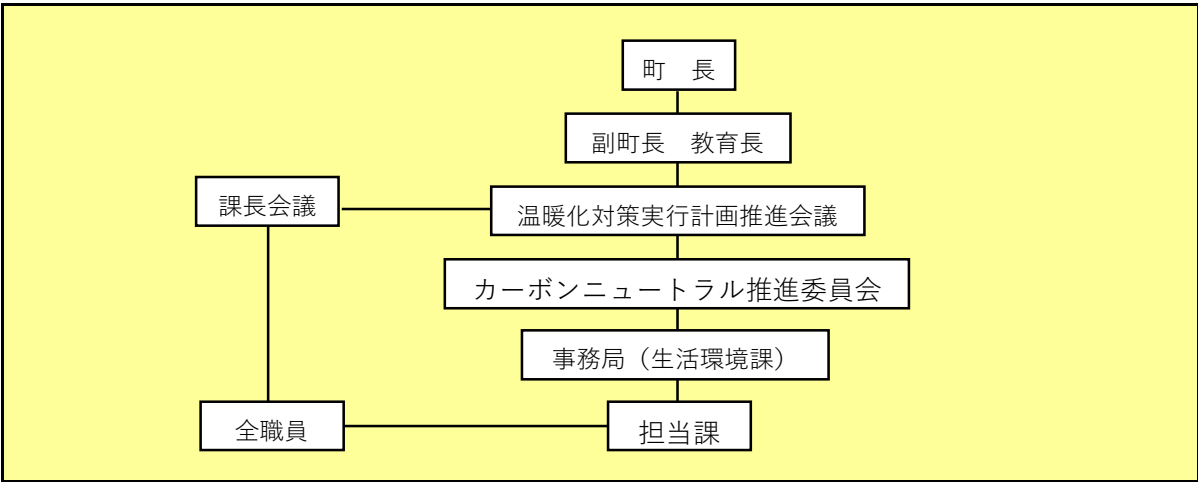 町　長
副町長　教育長
課長会議
温暖化対策実行計画推進会議
カーボンニュートラル推進委員会
事務局（生活環境課）
全職員
担当課